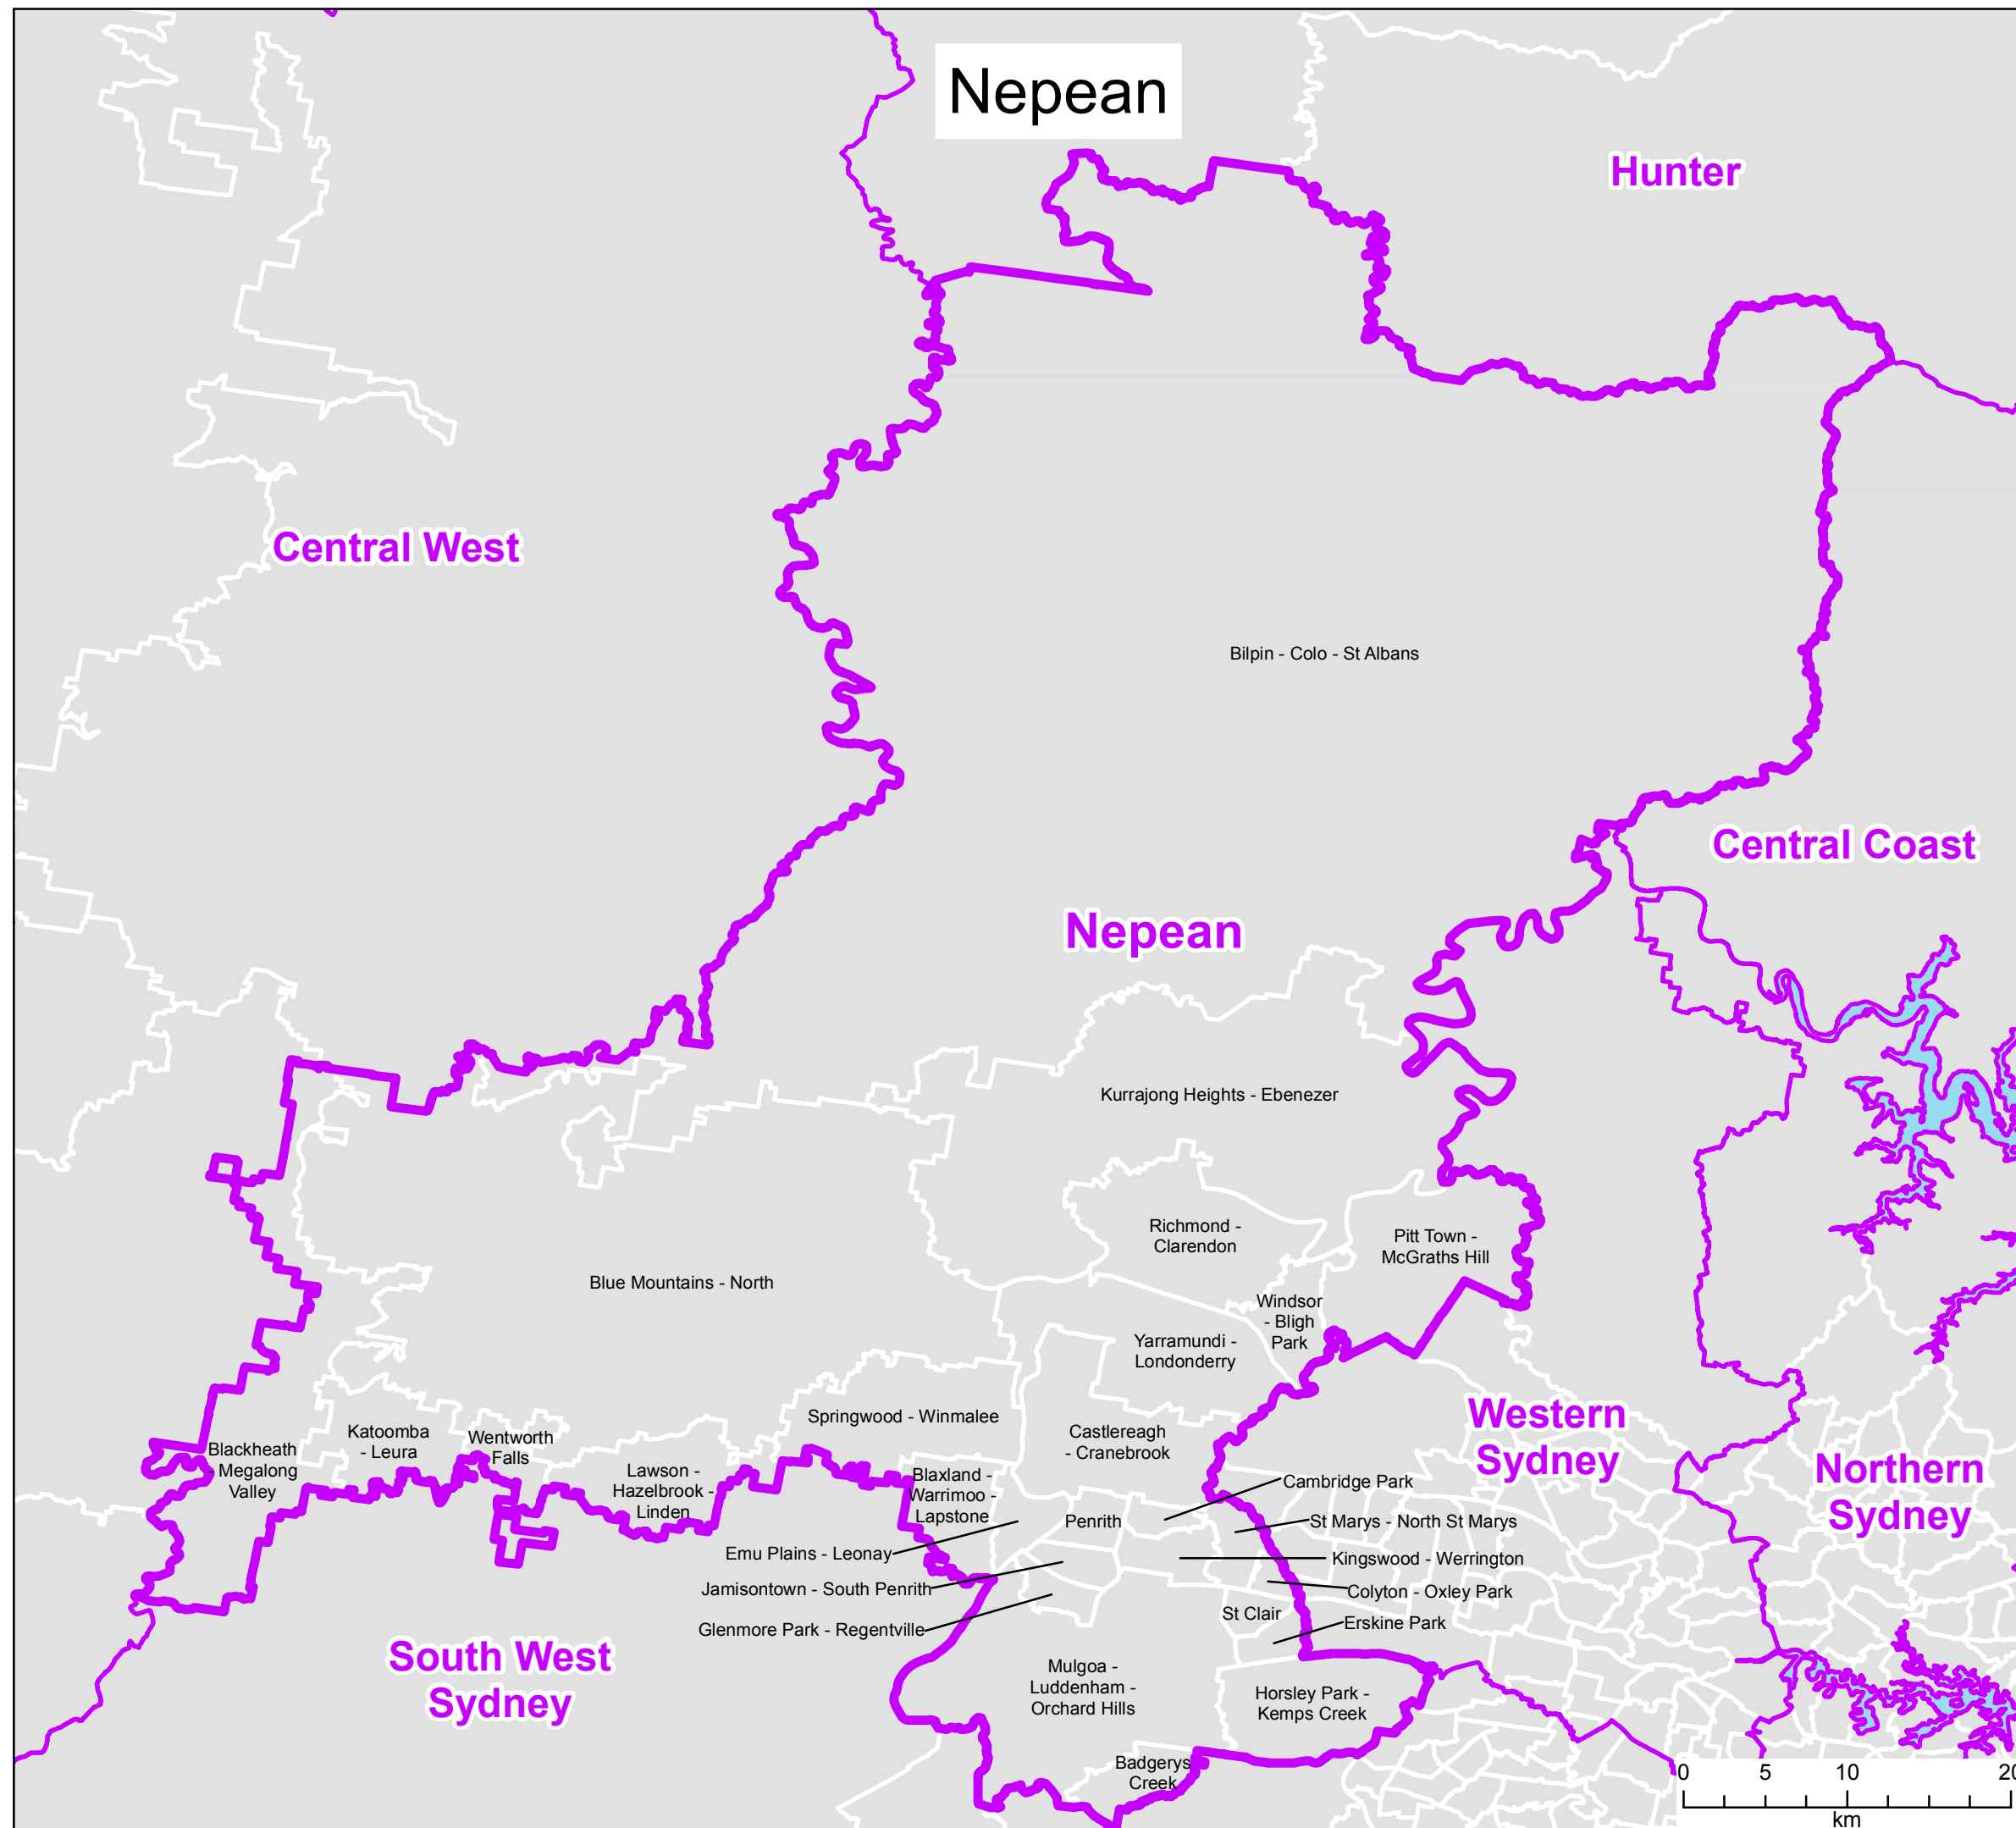 Nepean
Hunter
Central West
Bilpin - Colo - St Albans
Central Coast
Nepean
Kurrajong Heights - Ebenezer
Richmond -
Clarendon
Pitt Town -
McGraths Hill
Blue Mountains - North
Windsor
- Bligh
Park
Yarramundi -
Londonderry
Western
Sydney
Springwood - Winmalee
Katoomba
- Leura
Wentworth
Falls
Castlereagh
- Cranebrook
Blackheath
- Megalong
Valley
Lawson -
Hazelbrook -
Linden
Blaxland -
Warrimoo -
Lapstone
Northern
Sydney
Cambridge Park
Penrith
St Marys - North St Marys
Emu Plains - Leonay
Kingswood - Werrington
Jamisontown - South Penrith
Colyton - Oxley Park
St Clair
Erskine Park
Glenmore Park - Regentville
South West
Sydney
Mulgoa -
Luddenham -
Orchard Hills
Horsley Park -
Kemps Creek
Badgerys
Creek
0 5 10 20
km